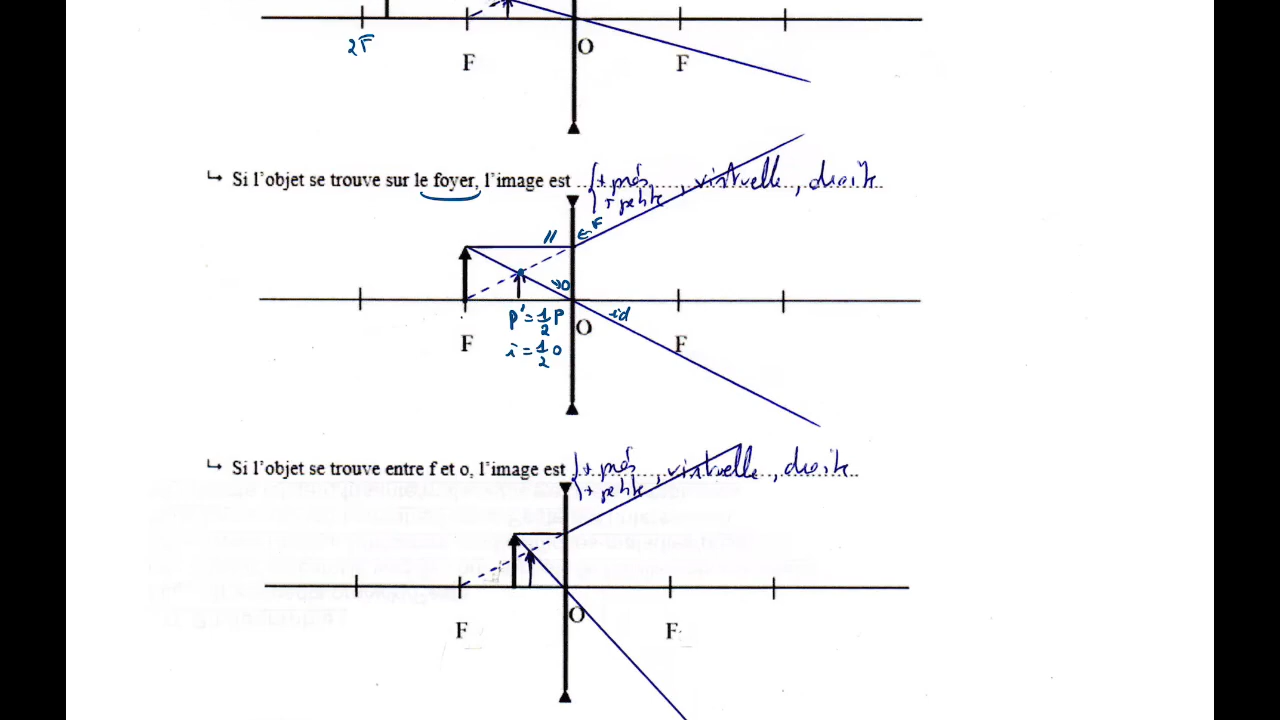 2F
F
O
F
↳ Si l'objet se trouve sur le foyer, l'image est + près, virtuelle, droite
+ petite
// ∈ F
→O
p' = 1/2 p
i = 1/2 o
O
id
F
F
↳ Si l'objet se trouve entre f et o, l'image est + près, virtuelle, droite
+ petite
O
F
F